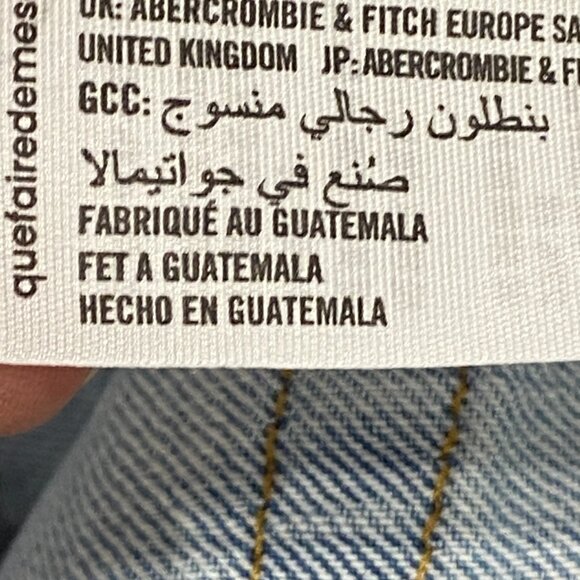 UK: ABERCROMBIE & FITCH EUROPE SA
UNITED KINGDOM JP: ABERCROMBIE & F
GCC: بنطلون رجالي منسوج
صُنع في جواتيمالا
FABRIQUÉ AU GUATEMALA
FET A GUATEMALA
HECHO EN GUATEMALA
quefairedemes